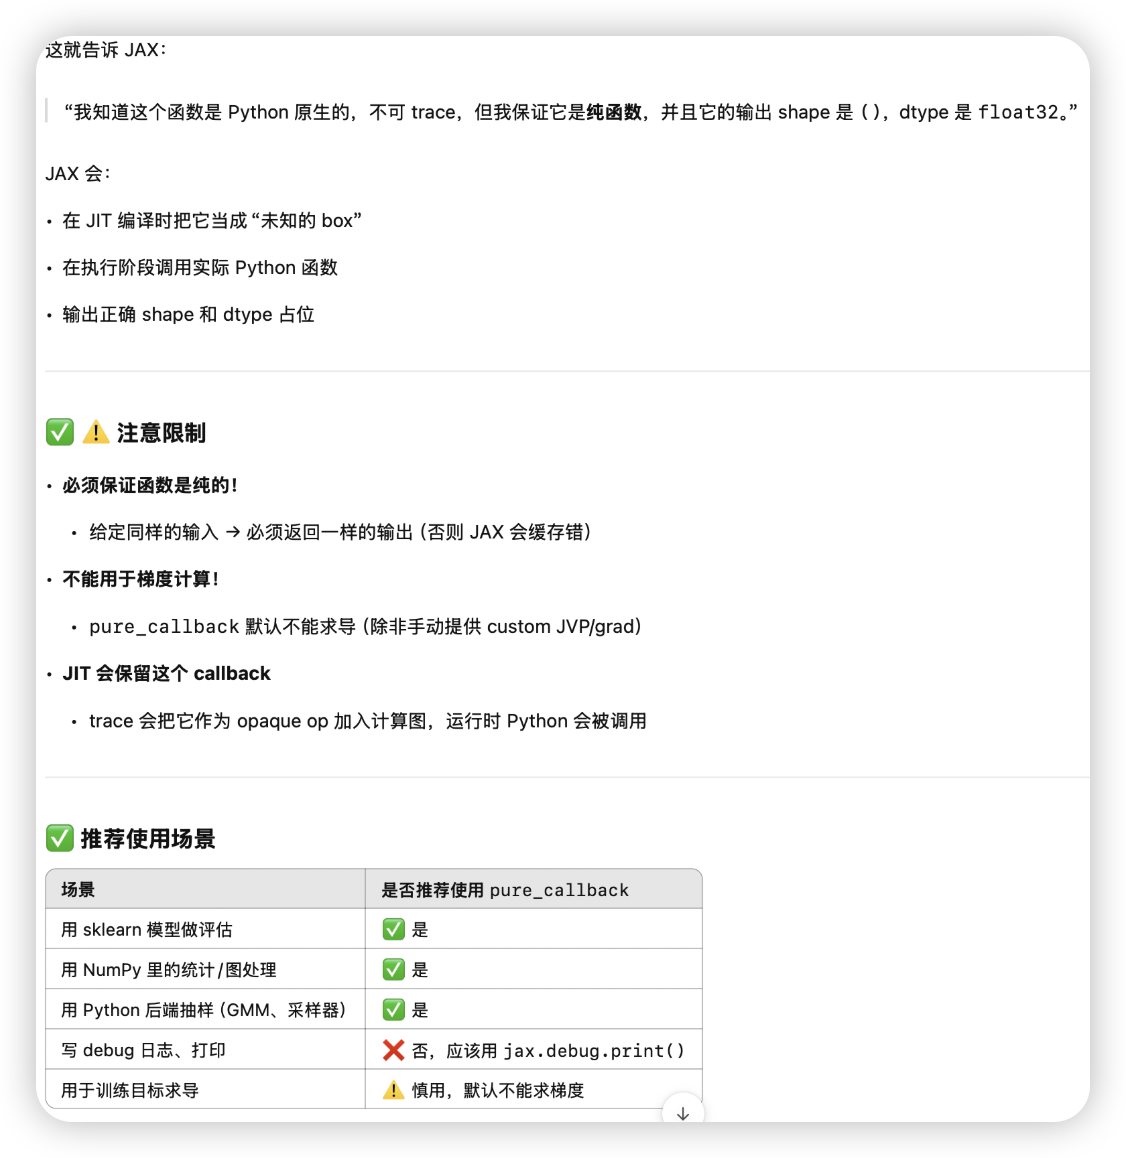 这就告诉 JAX：
“我知道这个函数是 Python 原生的，不可 trace，但我保证它是纯函数，并且它的输出 shape 是 ()，dtype 是 float32。”
JAX 会：
• 在 JIT 编译时把它当成“未知的 box”
• 在执行阶段调用实际 Python 函数
• 输出正确 shape 和 dtype 占位
✅ ⚠️ 注意限制
• 必须保证函数是纯的！
• 给定同样的输入 → 必须返回一样的输出（否则 JAX 会缓存错）
• 不能用于梯度计算！
• pure_callback 默认不能求导（除非手动提供 custom JVP/grad）
• JIT 会保留这个 callback
• trace 会把它作为 opaque op 加入计算图，运行时 Python 会被调用
✅ 推荐使用场景
场景 是否推荐使用 pure_callback
用 sklearn 模型做评估 ✅ 是
用 NumPy 里的统计/图处理 ✅ 是
用 Python 后端抽样（GMM、采样器） ✅ 是
写 debug 日志、打印 ❌ 否，应该用 jax.debug.print()
用于训练目标求导 ⚠️ 慎用，默认不能求梯度